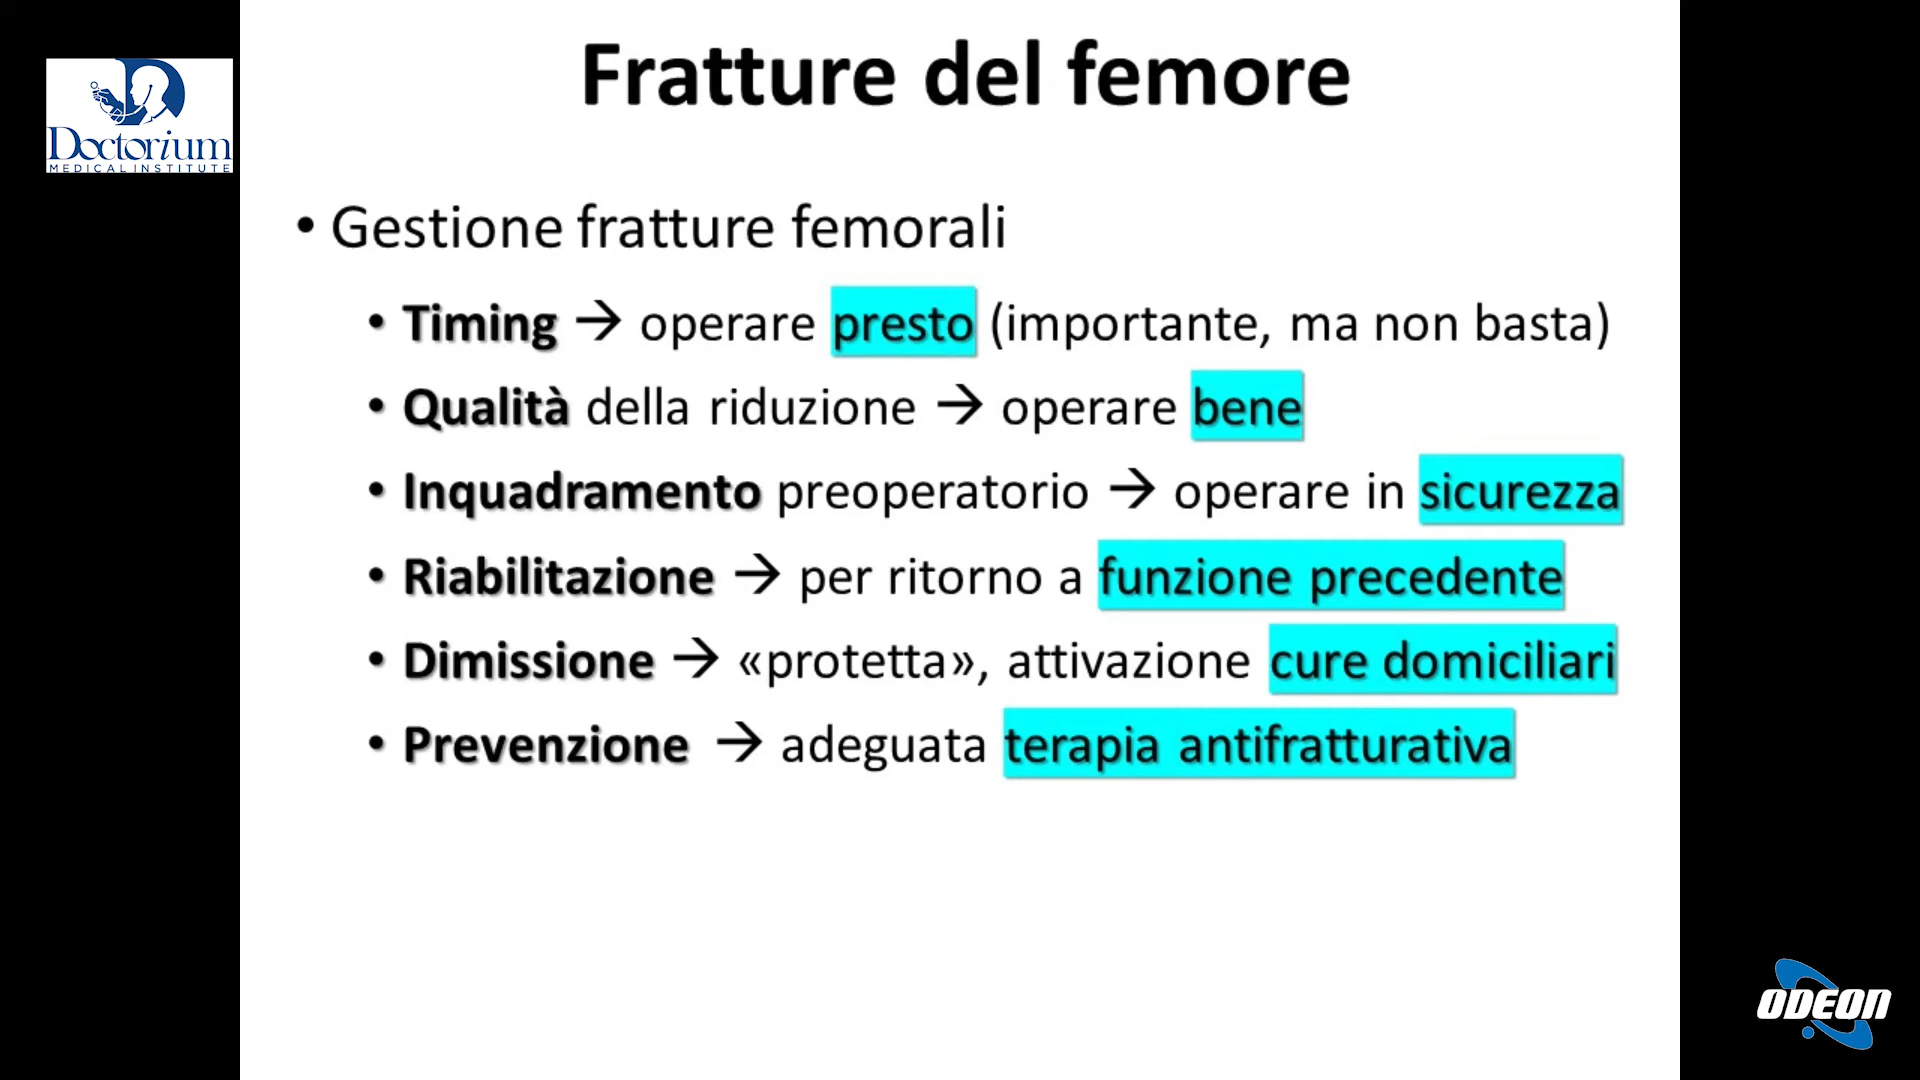 Fratture del femore
Doctorium
MEDICAL INSTITUTE
• Gestione fratture femorali
• Timing → operare presto (importante, ma non basta)
• Qualità della riduzione → operare bene
• Inquadramento preoperatorio → operare in sicurezza
• Riabilitazione → per ritorno a funzione precedente
• Dimissione → «protetta», attivazione cure domiciliari
• Prevenzione → adeguata terapia antifratturativa
ODEON